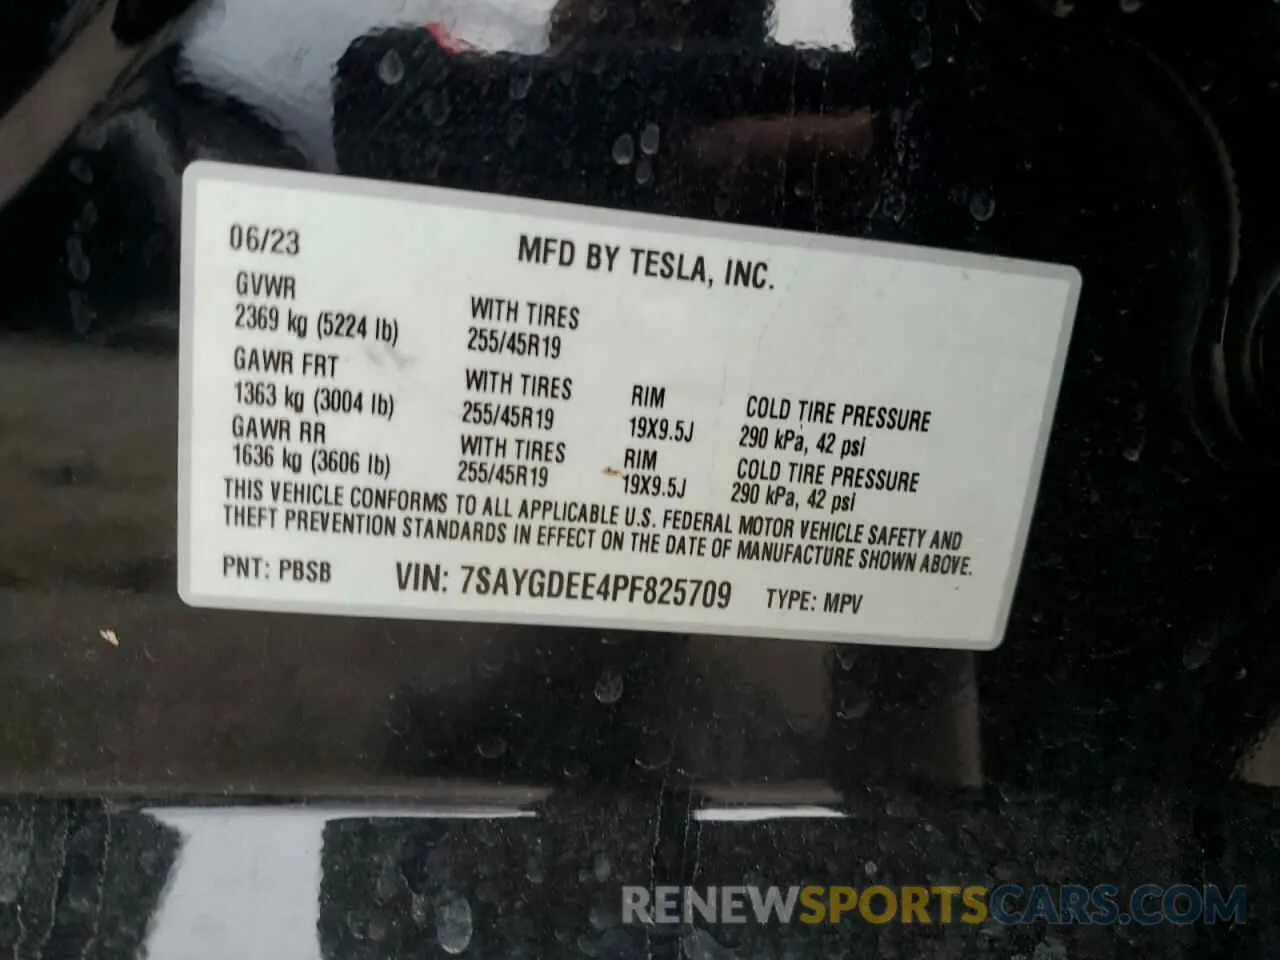 06/23 MFD BY TESLA, INC.
GVWR
2369 kg (5224 lb) WITH TIRES
255/45R19
GAWR FRT
1363 kg (3004 lb) WITH TIRES RIM COLD TIRE PRESSURE
255/45R19 19X9.5J 290 kPa, 42 psi
GAWR RR WITH TIRES RIM COLD TIRE PRESSURE
1636 kg (3606 lb) 255/45R19 19X9.5J 290 kPa, 42 psi
THIS VEHICLE CONFORMS TO ALL APPLICABLE U.S. FEDERAL MOTOR VEHICLE SAFETY AND
THEFT PREVENTION STANDARDS IN EFFECT ON THE DATE OF MANUFACTURE SHOWN ABOVE.
PNT: PBSB VIN: 7SAYGDEE4PF825709 TYPE: MPV
RENEWSPORTSCARS.COM